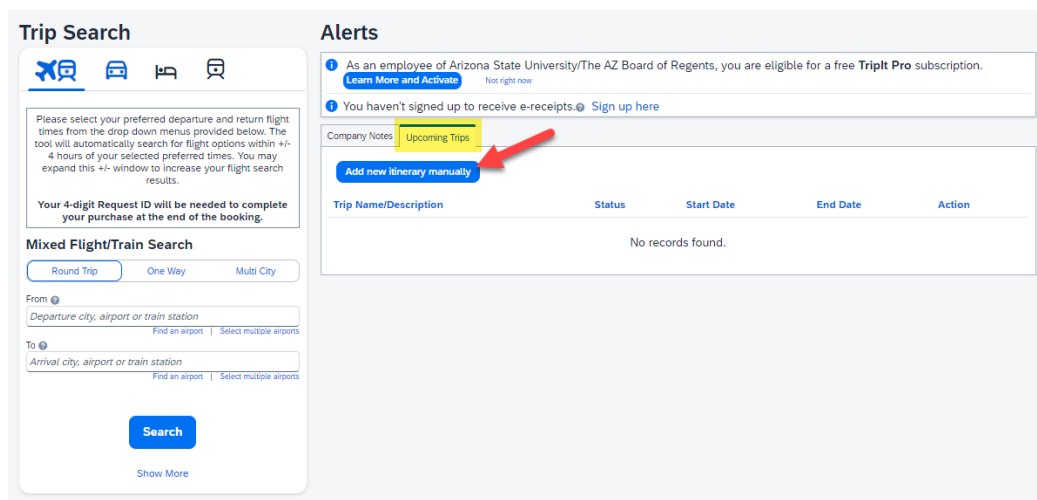 Trip Search
Please select your preferred departure and return flight
times from the drop down menus provided below. The
tool will automatically search for flight options within +/-
4 hours of your selected preferred times. You may
expand this +/- window to increase your flight search
results.
Your 4-digit Request ID will be needed to complete
your purchase at the end of the booking.
Mixed Flight/Train Search
Round Trip One Way Multi City
From
Departure city, airport or train station
Find an airport | Select multiple airports
To
Arrival city, airport or train station
Find an airport | Select multiple airports
Search
Show More
Alerts
As an employee of Arizona State University/The AZ Board of Regents, you are eligible for a free TripIt Pro subscription.
Learn More and Activate Not right now
You haven't signed up to receive e-receipts. Sign up here
Company Notes Upcoming Trips
Add new itinerary manually
Trip Name/Description Status Start Date End Date Action
No records found.